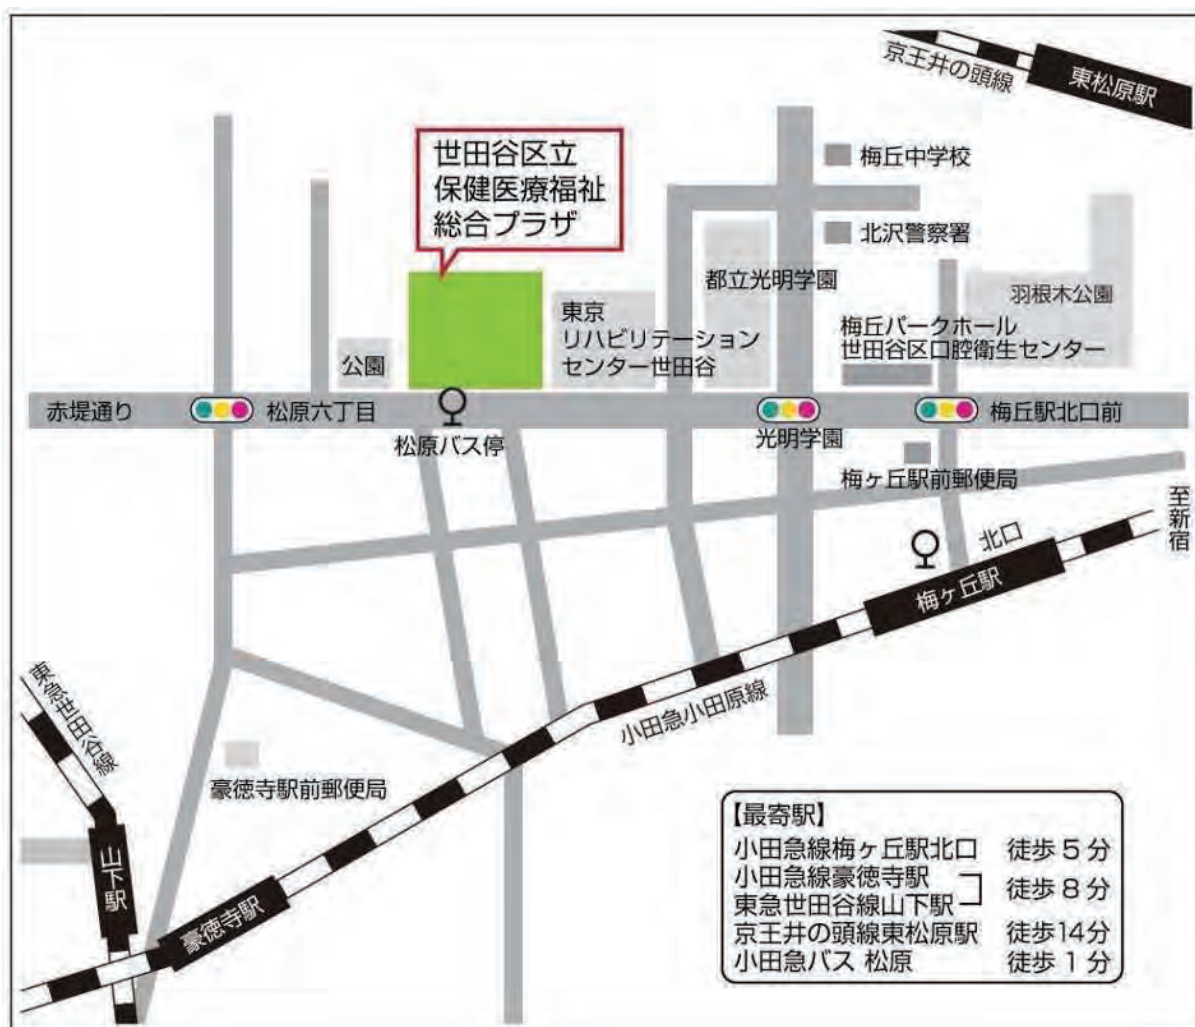 京王井の頭線
東松原駅
世田谷区立
保健医療福祉
総合プラザ
梅丘中学校
北沢警察署
都立光明学園
羽根木公園
東京
リハビリテーション
センター世田谷
梅丘パークホール
世田谷区口腔衛生センター
公園
赤堤通り
松原六丁目
梅丘駅北口前
松原バス停
光明学園
梅ヶ丘駅前郵便局
至新宿
北口
梅ヶ丘駅
小田急小田原線
東急世田谷線
豪徳寺駅前郵便局
山下駅
豪徳寺駅
【最寄駅】
小田急線梅ヶ丘駅北口 徒歩5分
小田急線豪徳寺駅
東急世田谷線山下駅 徒歩8分
京王井の頭線東松原駅 徒歩14分
小田急バス 松原 徒歩1分